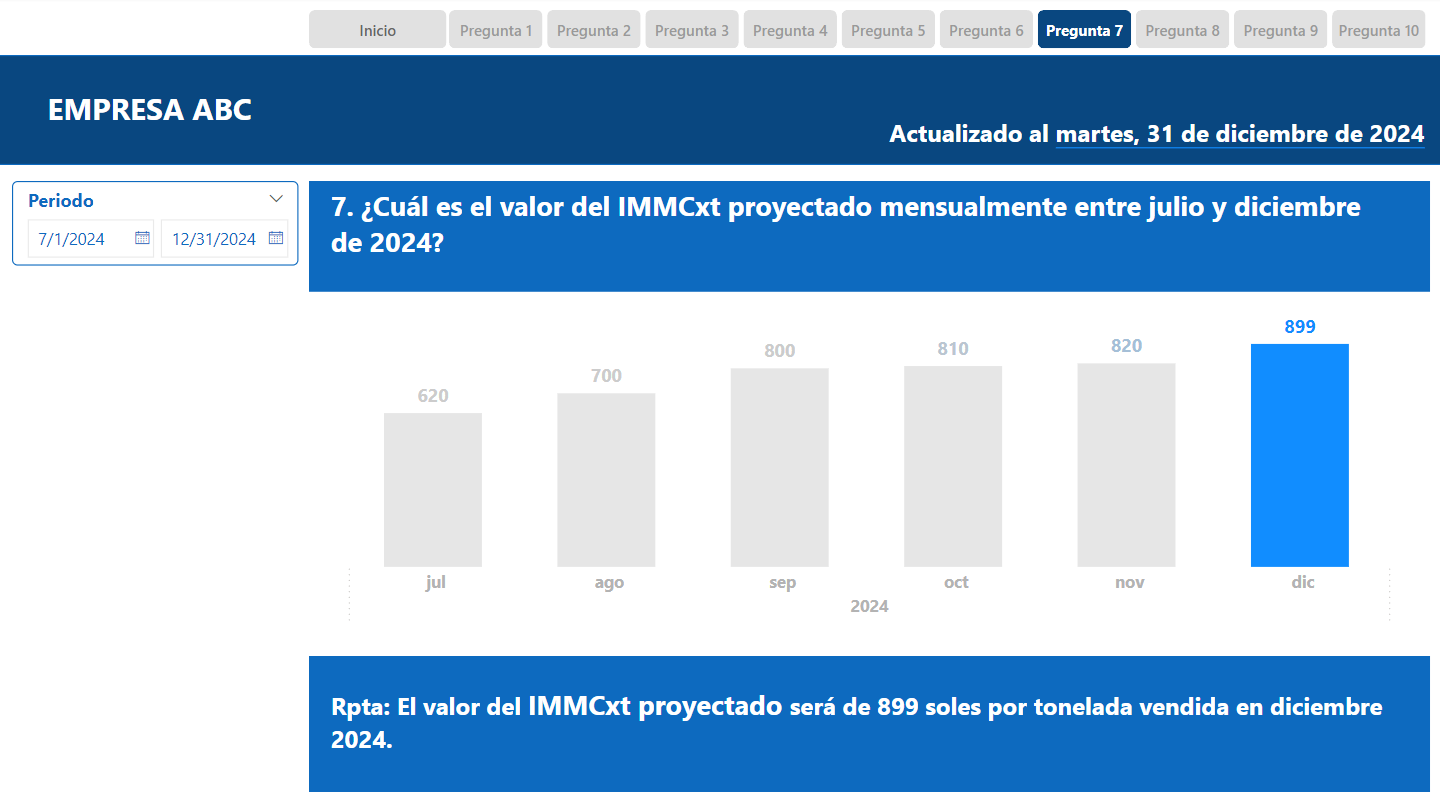 Inicio
Pregunta 1
Pregunta 2
Pregunta 3
Pregunta 4
Pregunta 5
Pregunta 6
Pregunta 7
Pregunta 8
Pregunta 9
Pregunta 10
EMPRESA ABC
Actualizado al martes, 31 de diciembre de 2024
Periodo
7/1/2024
12/31/2024
7. ¿Cuál es el valor del IMMCxt proyectado mensualmente entre julio y diciembre
de 2024?
620
700
800
810
820
899
jul
ago
sep
oct
nov
dic
2024
Rpta: El valor del IMMCxt proyectado será de 899 soles por tonelada vendida en diciembre
2024.